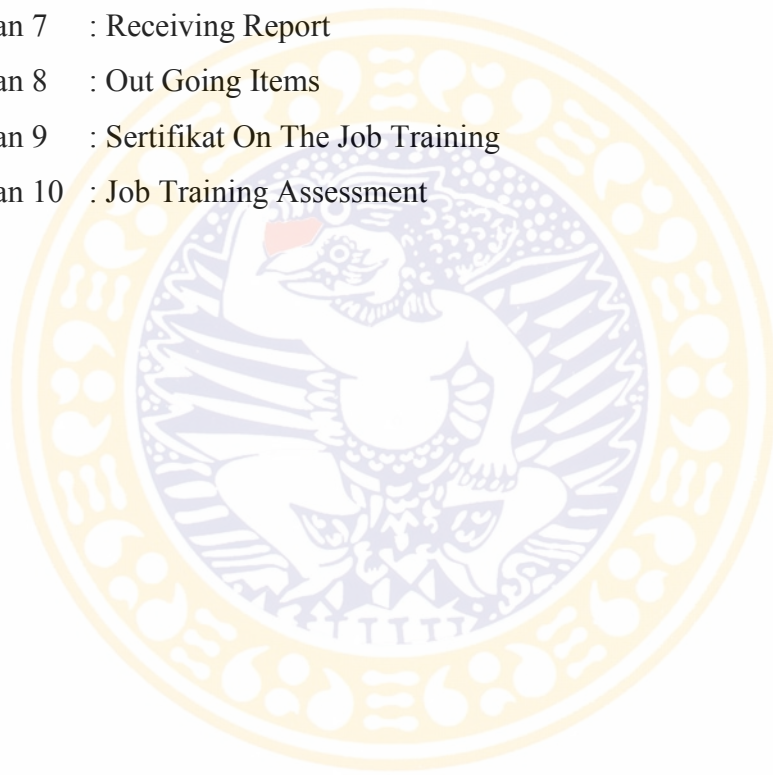 an 7 : Receiving Report
an 8 : Out Going Items
an 9 : Sertifikat On The Job Training
an 10 : Job Training Assessment